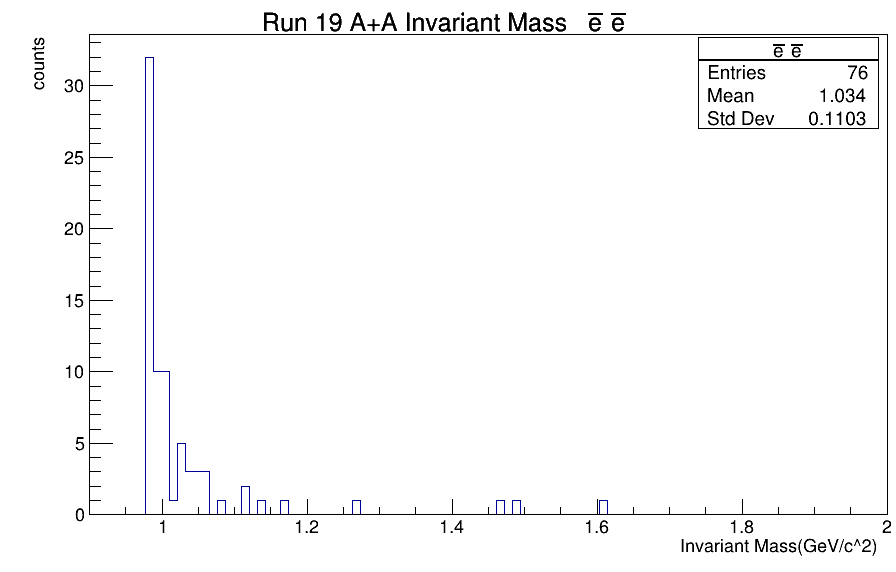 Run 19 A+A Invariant Mass e̅ e̅
counts
e̅ e̅
Entries 76
Mean 1.034
Std Dev 0.1103
30
25
20
15
10
5
0
1 1.2 1.4 1.6 1.8 2
Invariant Mass(GeV/c^2)